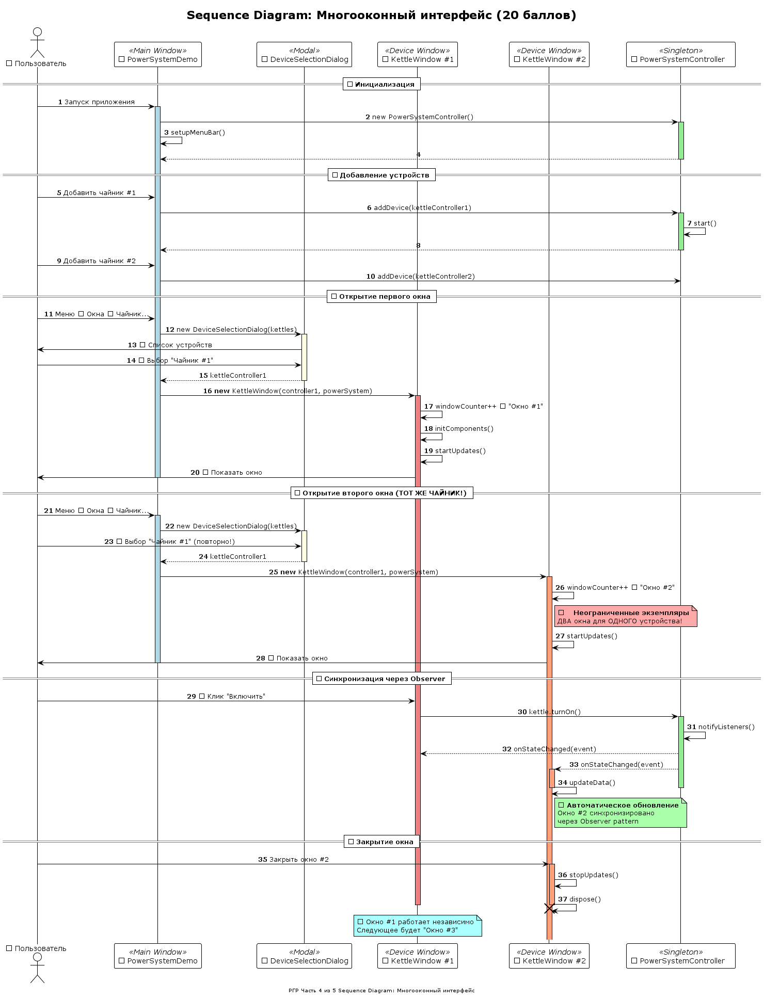 Sequence Diagram: Многооконный интерфейс (20 баллов)
□ Пользователь
«Main Window»
□ PowerSystemDemo
«Modal»
□ DeviceSelectionDialog
«Device Window»
□ KettleWindow #1
«Device Window»
□ KettleWindow #2
«Singleton»
□ PowerSystemController
□ Инициализация
1 Запуск приложения
2 new PowerSystemController()
3 setupMenuBar()
4
□ Добавление устройств
5 Добавить чайник #1
6 addDevice(kettleController1)
7 start()
8
9 Добавить чайник #2
10 addDevice(kettleController2)
□ Открытие первого окна
11 Меню □ Окна □ Чайник...
12 new DeviceSelectionDialog(kettles)
13 □ Список устройств
14 □ Выбор "Чайник #1"
15 kettleController1
16 new KettleWindow(controller1, powerSystem)
17 windowCounter++ □ "Окно #1"
18 initComponents()
19 startUpdates()
20 □ Показать окно
□ Открытие второго окна (ТОТ ЖЕ ЧАЙНИК!)
21 Меню □ Окна □ Чайник...
22 new DeviceSelectionDialog(kettles)
23 □ Выбор "Чайник #1" (повторно!)
24 kettleController1
25 new KettleWindow(controller1, powerSystem)
26 windowCounter++ □ "Окно #2"
□ Неограниченные экземпляры
ДВА окна для ОДНОГО устройства!
27 startUpdates()
28 □ Показать окно
□ Синхронизация через Observer
29 □ Клик "Включить"
30 kettle.turnOn()
31 notifyListeners()
32 onStateChanged(event)
33 onStateChanged(event)
34 updateData()
□ Автоматическое обновление
Окно #2 синхронизировано
через Observer pattern
□ Закрытие окна
35 Закрыть окно #2
36 stopUpdates()
37 dispose()
□ Окно #1 работает независимо
Следующее будет "Окно #3"
□ Пользователь
«Main Window»
□ PowerSystemDemo
«Modal»
□ DeviceSelectionDialog
«Device Window»
□ KettleWindow #1
«Device Window»
□ KettleWindow #2
«Singleton»
□ PowerSystemController
РГР Часть 4 из 5 Sequence Diagram: Многооконный интерфейс